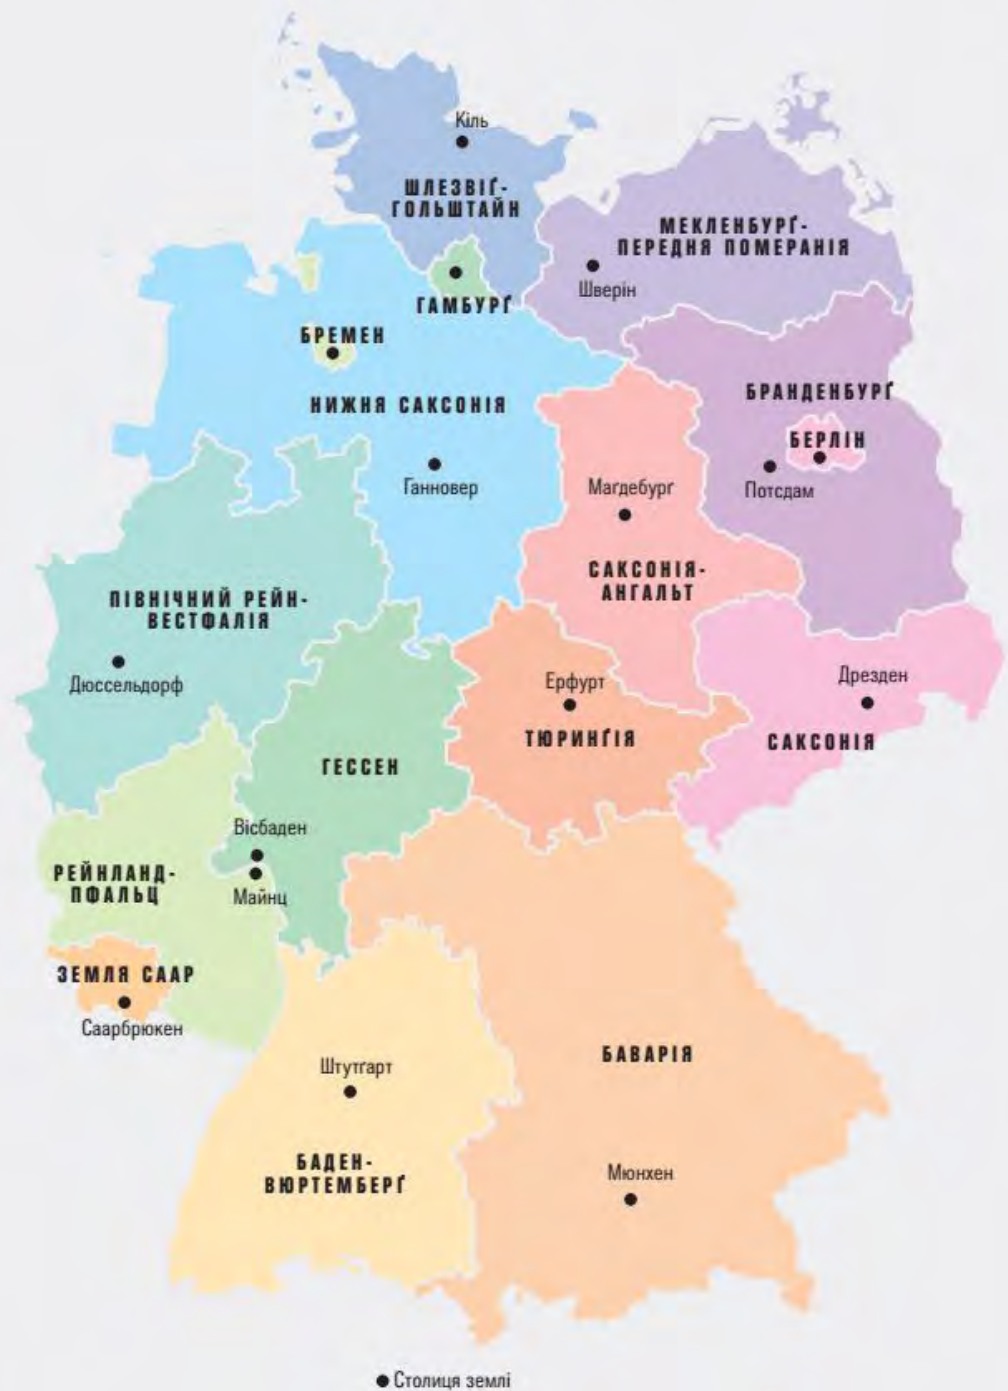 Кіль
ШЛЕЗВІҐ-
ГОЛЬШТАЙН
МЕКЛЕНБУРҐ-
ПЕРЕДНЯ ПОМЕРАНІЯ
Шверін
ГАМБУРҐ
БРЕМЕН
НИЖНЯ САКСОНІЯ
Ганновер
БРАНДЕНБУРҐ
БЕРЛІН
Потсдам
Маґдебурґ
САКСОНІЯ-
АНГАЛЬТ
ПІВНІЧНИЙ РЕЙН-
ВЕСТФАЛІЯ
Дюссельдорф
Ерфурт
ТЮРИНҐІЯ
Дрезден
САКСОНІЯ
ГЕССЕН
Вісбаден
Майнц
РЕЙНЛАНД-
ПФАЛЬЦ
ЗЕМЛЯ СААР
Саарбрюкен
БАВАРІЯ
Штутґарт
БАДЕН-
ВЮРТЕМБЕРҐ
Мюнхен
Столиця землі